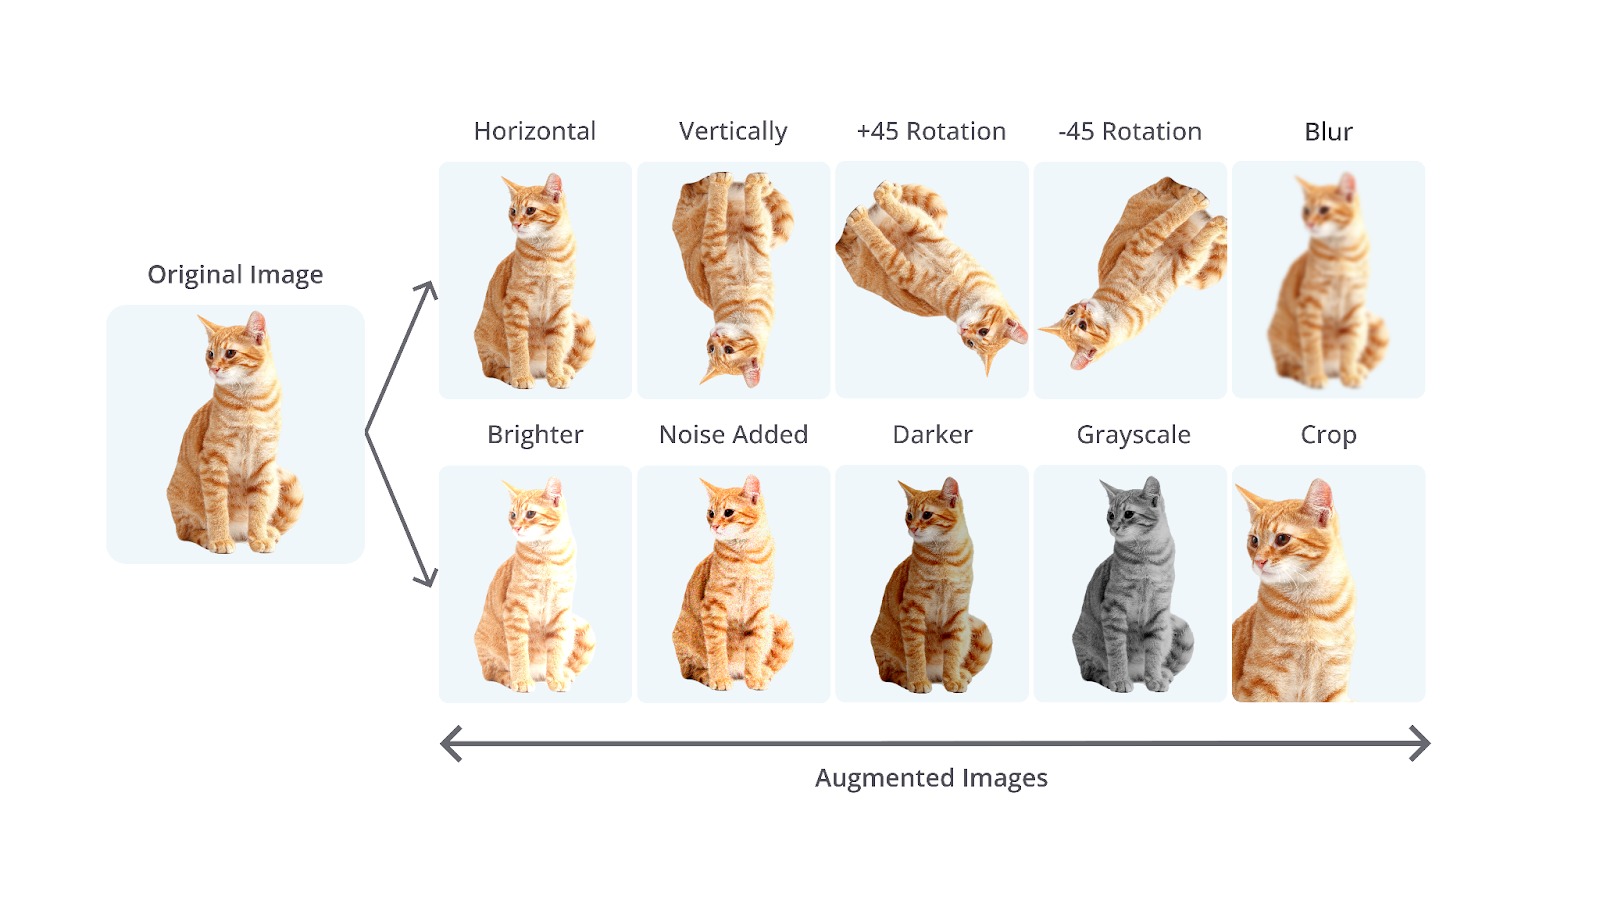 Original Image
Horizontal
Vertically
+45 Rotation
-45 Rotation
Blur
Brighter
Noise Added
Darker
Grayscale
Crop
Augmented Images